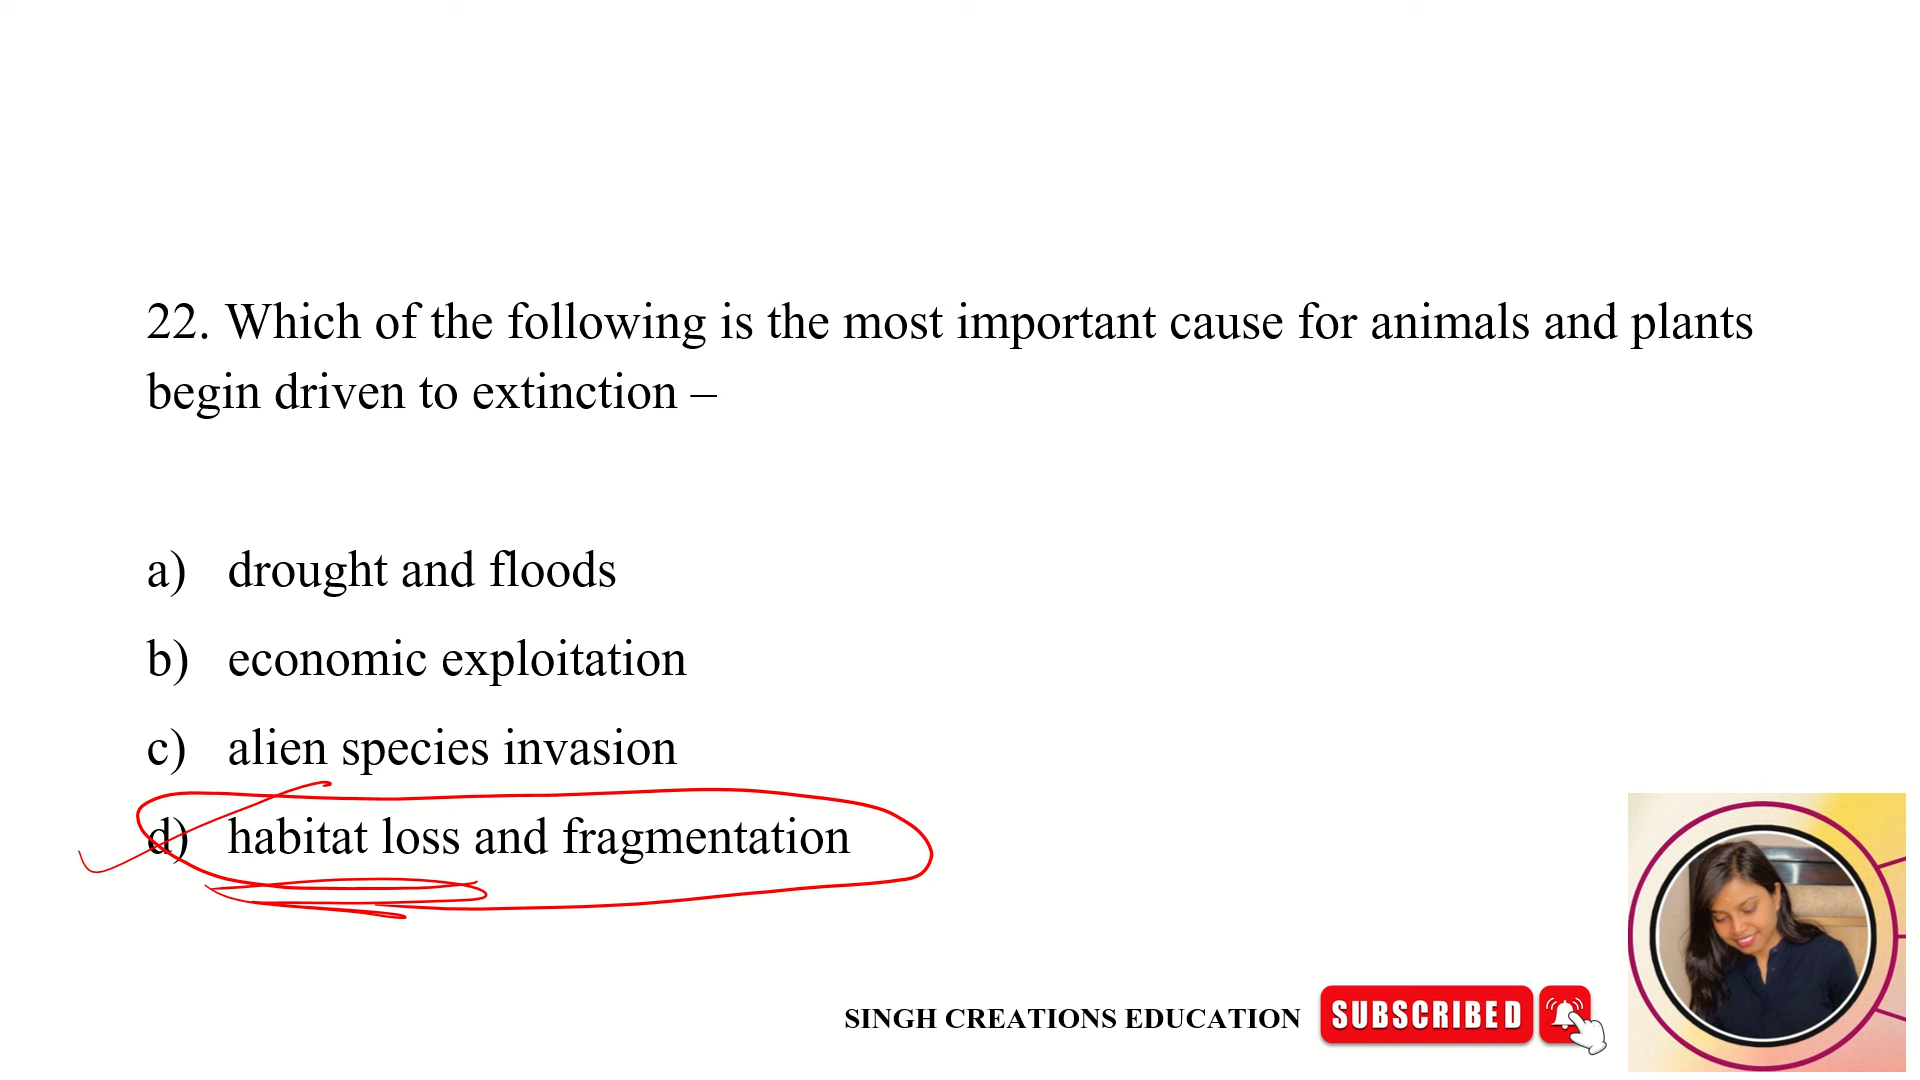 22. Which of the following is the most important cause for animals and plants
begin driven to extinction –
a) drought and floods
b) economic exploitation
c) alien species invasion
d) habitat loss and fragmentation
SINGH CREATIONS EDUCATION SUBSCRIBED